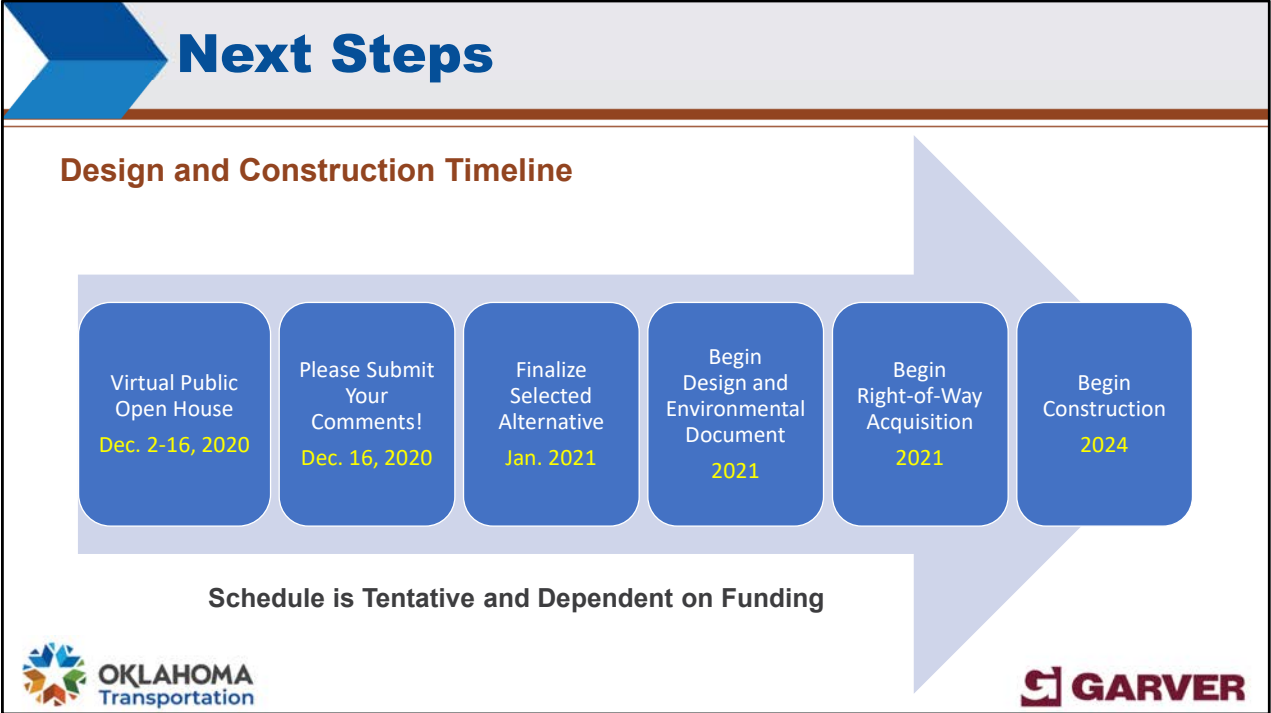 Next Steps
Design and Construction Timeline
Virtual Public
Open House
Dec. 2-16, 2020
Please Submit
Your
Comments!
Dec. 16, 2020
Finalize
Selected
Alternative
Jan. 2021
Begin
Design and
Environmental
Document
2021
Begin
Right-of-Way
Acquisition
2021
Begin
Construction
2024
Schedule is Tentative and Dependent on Funding
OKLAHOMA
Transportation
GARVER